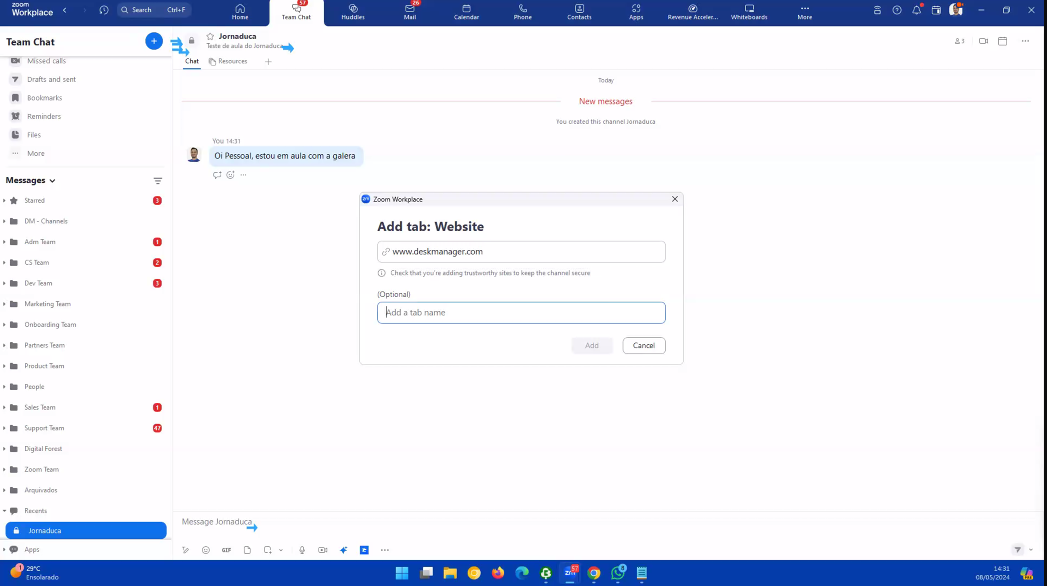 zoom
Workplace
Search Ctrl+F
Home
57
Team Chat
Huddles
26
Mail
Calendar
Phone
Contacts
Apps
Revenue Acceler...
Whiteboards
More
Team Chat
Missed calls
Drafts and sent
Bookmarks
Reminders
Files
More
Messages
Starred 3
DM - Channels
Adm Team 1
CS Team 2
Dev Team 3
Marketing Team
Onboarding Team
Partners Team
Product Team
People
Sales Team 1
Support Team 47
Digital Forest
Zoom Team
Arquivados
Recents
Jornaduca
Apps
Jornaduca
Teste de aula do Jornaduca
Chat Resources
Today
New messages
You created this channel Jornaduca
You 14:31
Oi Pessoal, estou em aula com a galera
Zoom Workplace
Add tab: Website
www.deskmanager.com
Check that you're adding trustworthy sites to keep the channel secure
(Optional)
Add a tab name
Add Cancel
Message Jornaduca
GIF
29°C
Ensolarado
14:31
08/05/2024